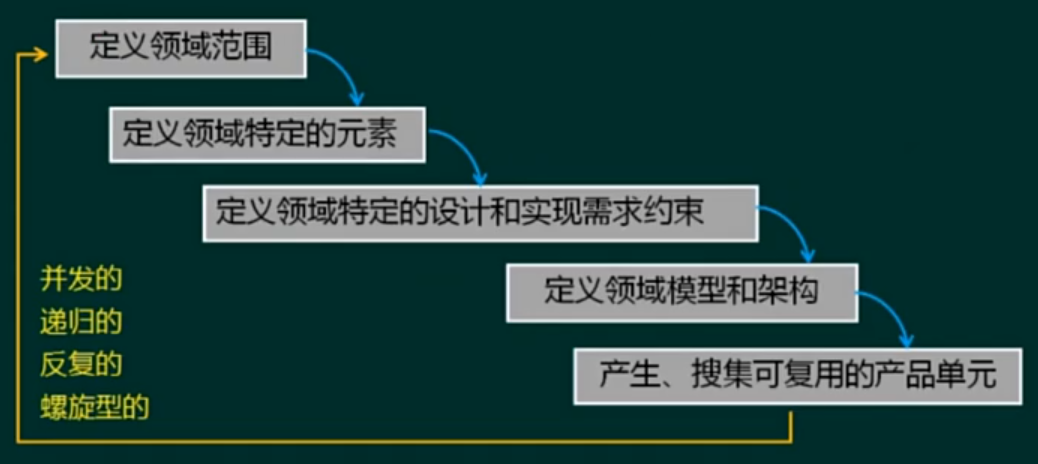 定义领域范围
定义领域特定的元素
定义领域特定的设计和实现需求约束
定义领域模型和架构
产生、搜集可复用的产品单元
并发的
递归的
反复的
螺旋型的